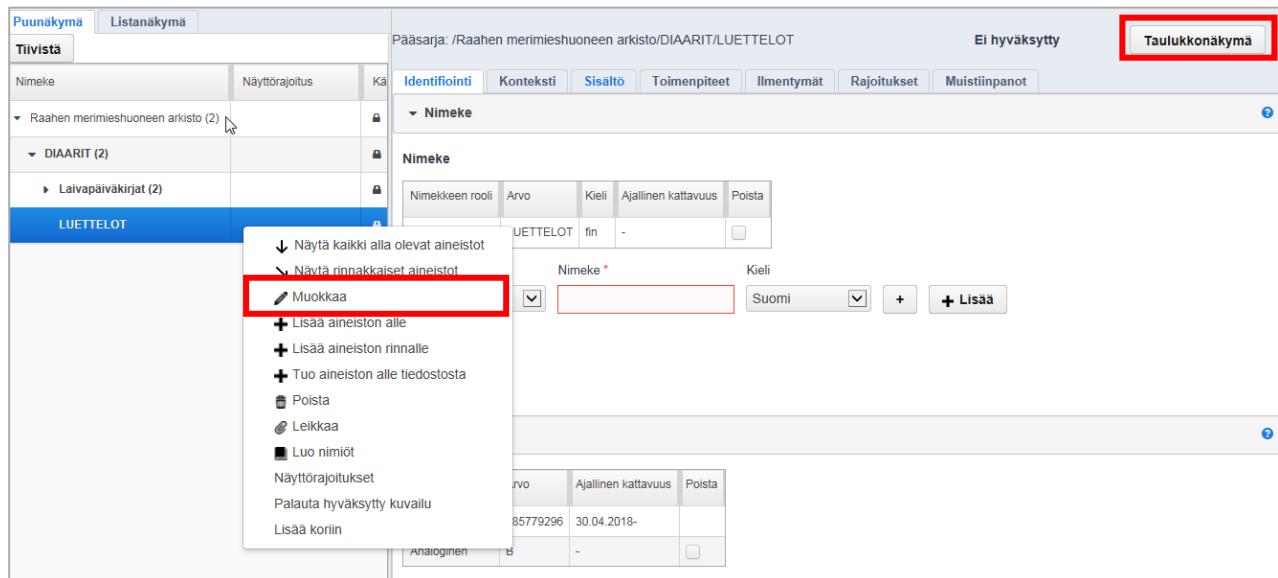 Puunäkymä Listanäkymä
Tiivistä
Nimeke Näyttörajoitus Kä
Raahen merimieshuoneen arkisto (2)
DIAARIT (2)
Laivapäiväkirjat (2)
LUETTELOT
Näytä kaikki alla olevat aineistot
Näytä rinnakkaiset aineistot
Muokkaa
Lisää aineiston alle
Lisää aineiston rinnalle
Tuo aineiston alle tiedostosta
Poista
Leikkaa
Luo nimiöt
Näyttörajoitukset
Palauta hyväksytty kuvailu
Lisää koriin
Pääsarja: /Raahen merimieshuoneen arkisto/DIAARIT/LUETTELOT Ei hyväksytty Taulukkonäkymä
Identifiointi Konteksti Sisältö Toimenpiteet Ilmentymät Rajoitukset Muistiinpanot
Nimeke
Nimeke
Nimekkeen rooli Arvo Kieli Ajallinen kattavuus Poista
UETTELOT fin -
Nimeke * Kieli
Suomi + + Lisää
rvo Ajallinen kattavuus Poista
85779296 30.04.2018-
Analoginen B -